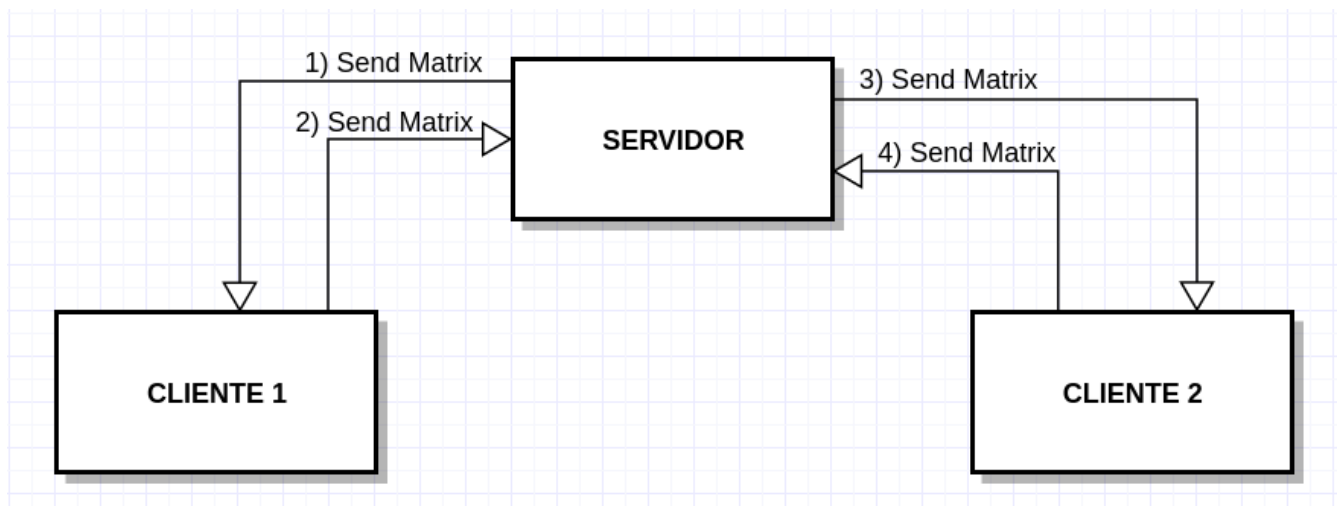 1) Send Matrix
3) Send Matrix
2) Send Matrix
SERVIDOR
4) Send Matrix
CLIENTE 1
CLIENTE 2